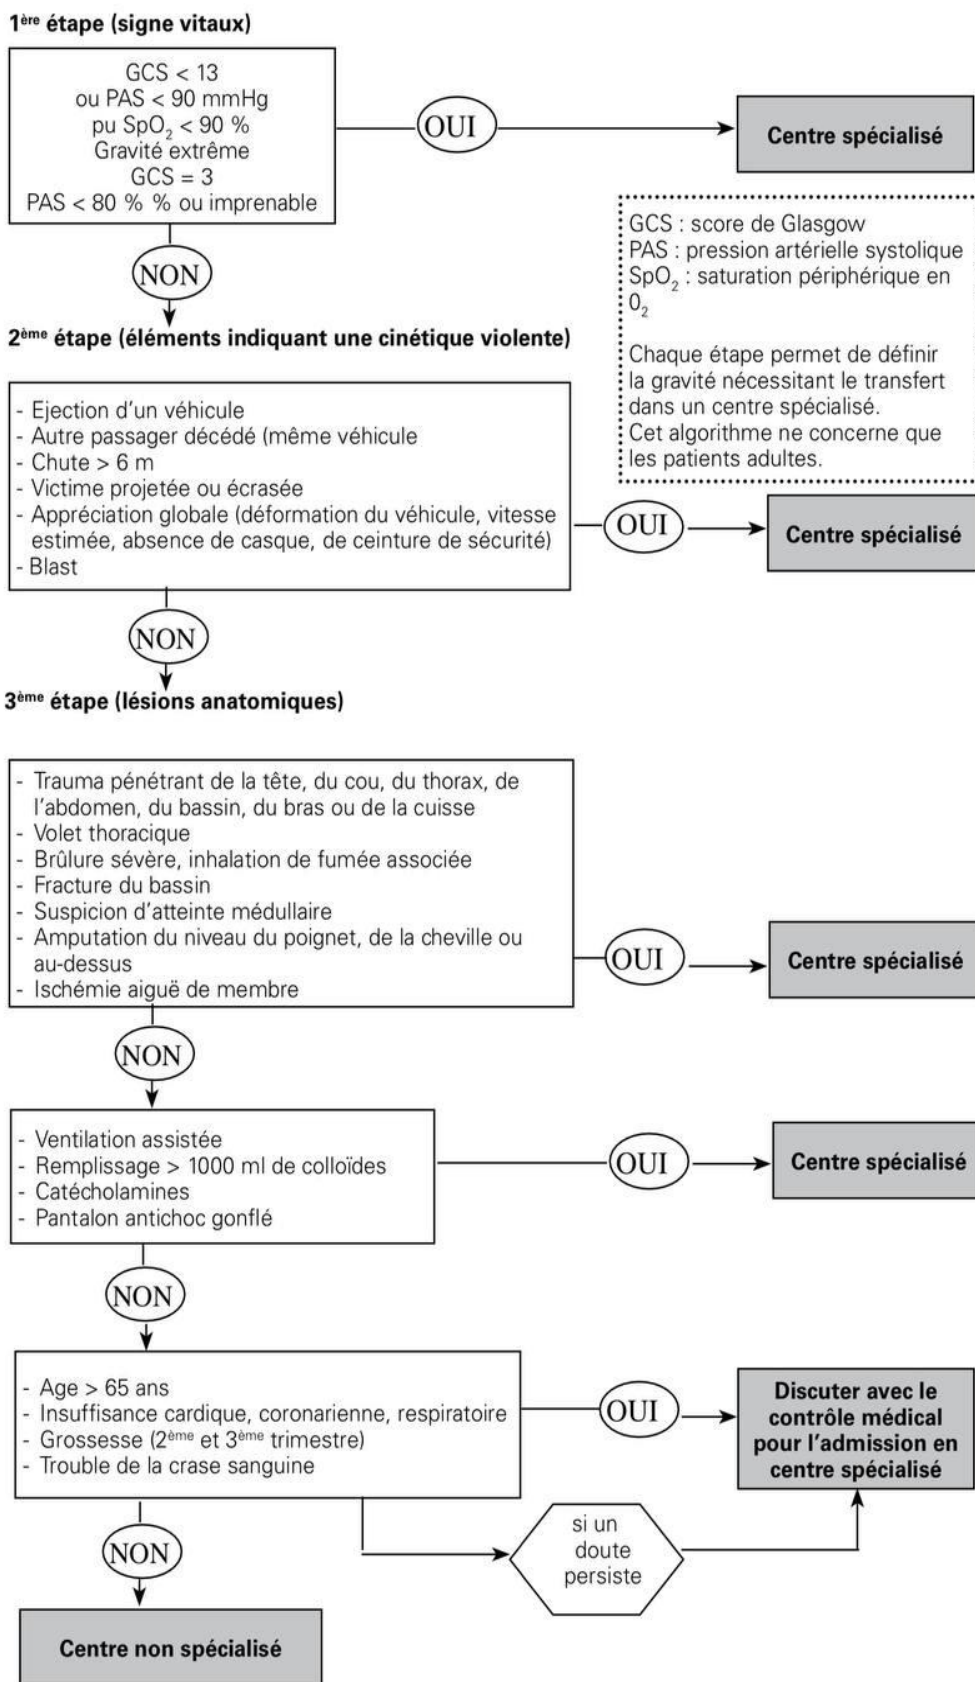 1ère étape (signe vitaux)
GCS < 13
ou PAS < 90 mmHg
pu SpO₂ < 90 %
Gravité extrême
GCS = 3
PAS < 80 % % ou imprenable
OUI
Centre spécialisé
NON
GCS : score de Glasgow
PAS : pression artérielle systolique
SpO₂ : saturation périphérique en
0₂
Chaque étape permet de définir
la gravité nécessitant le transfert
dans un centre spécialisé.
Cet algorithme ne concerne que
les patients adultes.
2ème étape (éléments indiquant une cinétique violente)
- Ejection d'un véhicule
- Autre passager décédé (même véhicule
- Chute > 6 m
- Victime projetée ou écrasée
- Appréciation globale (déformation du véhicule, vitesse
estimée, absence de casque, de ceinture de sécurité)
- Blast
OUI
Centre spécialisé
NON
3ème étape (lésions anatomiques)
- Trauma pénétrant de la tête, du cou, du thorax, de
l'abdomen, du bassin, du bras ou de la cuisse
- Volet thoracique
- Brûlure sévère, inhalation de fumée associée
- Fracture du bassin
- Suspicion d'atteinte médullaire
- Amputation du niveau du poignet, de la cheville ou
au-dessus
- Ischémie aiguë de membre
OUI
Centre spécialisé
NON
- Ventilation assistée
- Remplissage > 1000 ml de colloïdes
- Catécholamines
- Pantalon antichoc gonflé
OUI
Centre spécialisé
NON
- Age > 65 ans
- Insuffisance cardique, coronarienne, respiratoire
- Grossesse (2ème et 3ème trimestre)
- Trouble de la crase sanguine
OUI
Discuter avec le
contrôle médical
pour l'admission en
centre spécialisé
si un
doute
persiste
NON
Centre non spécialisé